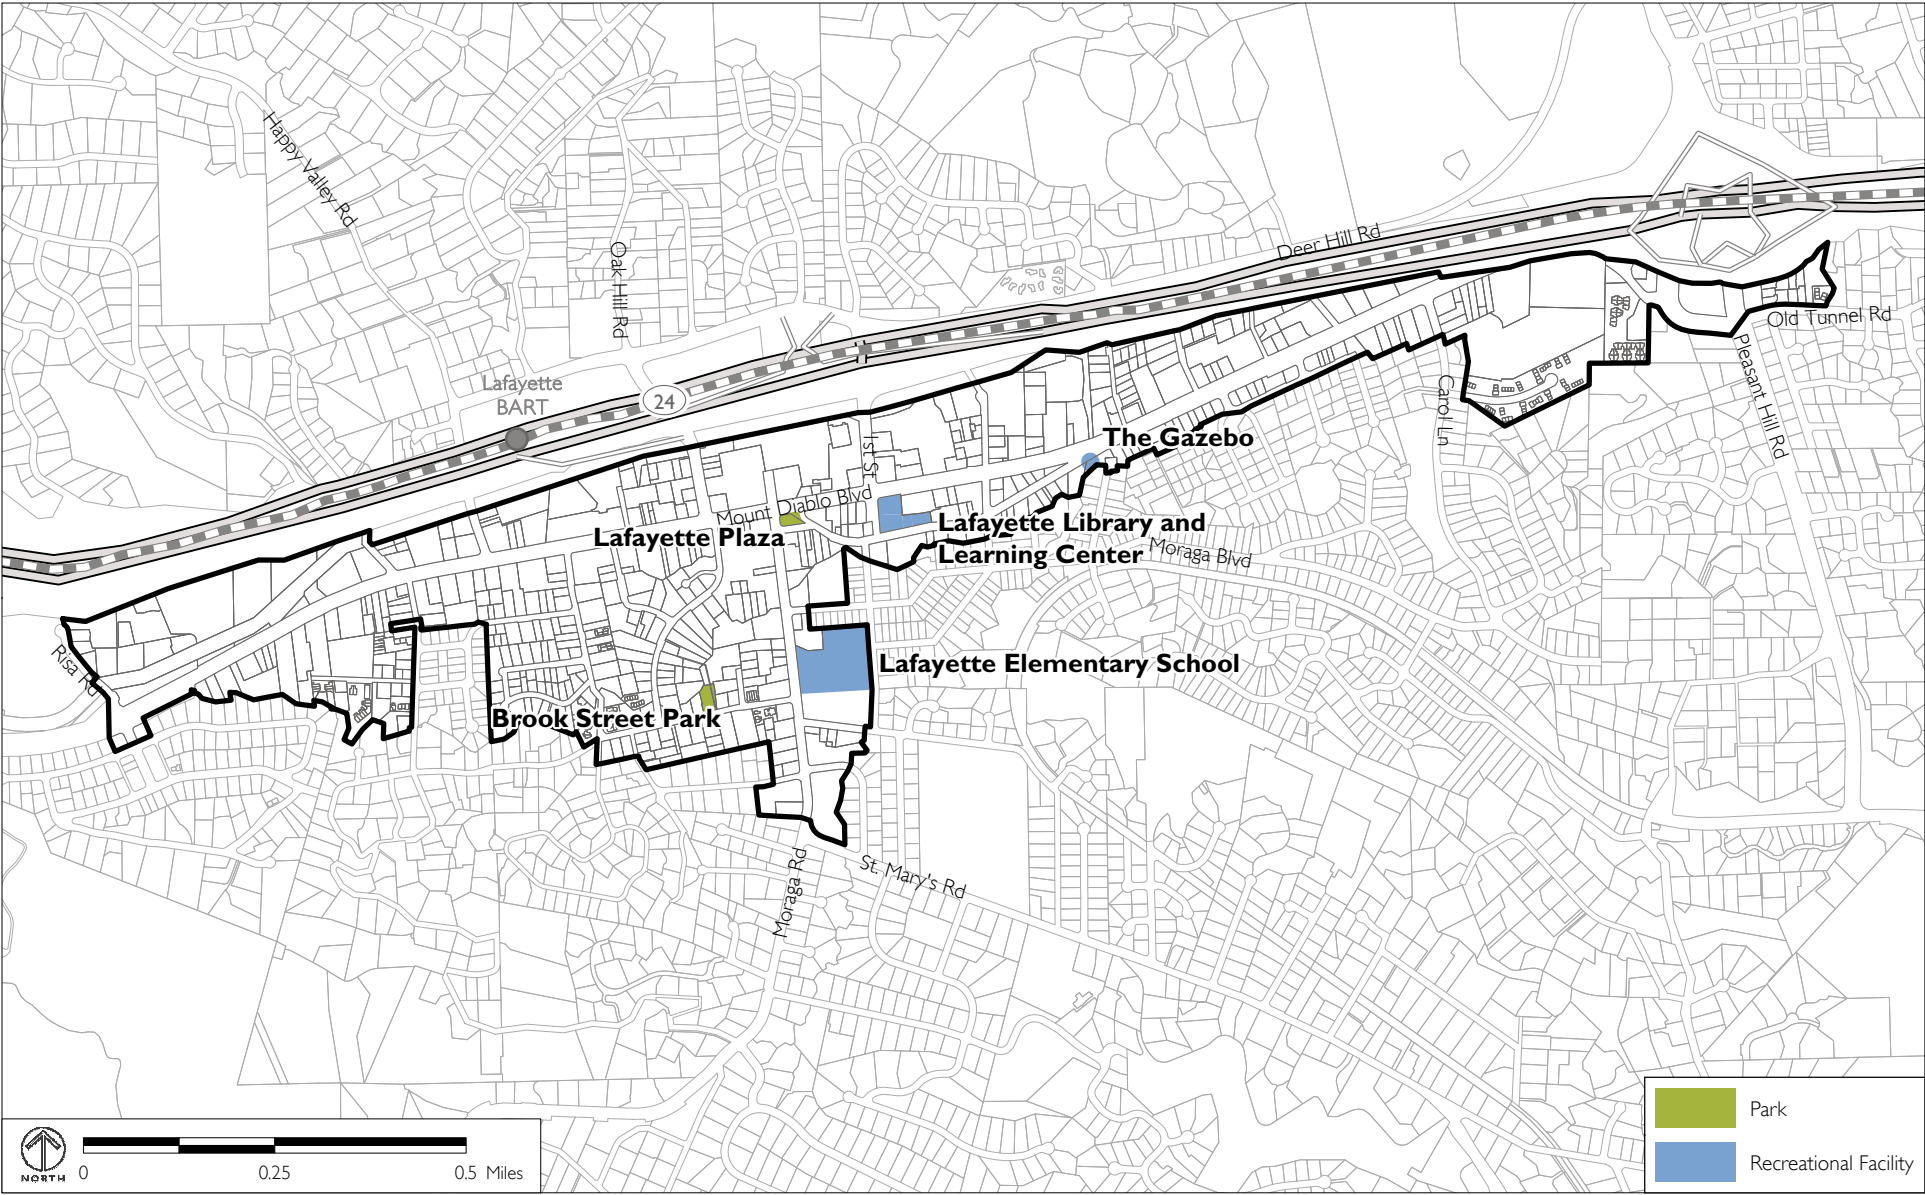 Happy Valley Rd
Oak Hill Rd
Deer Hill Rd
Old Tunnel Rd
Pleasant Hill Rd
Lafayette
BART
24
Carol Ln
1st St
The Gazebo
Mount Diablo Blvd
Lafayette Plaza
Lafayette Library and
Learning Center
Moraga Blvd
Risa Rd
Lafayette Elementary School
Brook Street Park
Moraga Rd
St. Mary's Rd
Park
Recreational Facility
NORTH
0
0.25
0.5 Miles